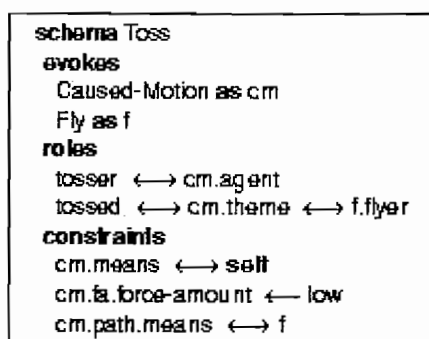 schema Toss
evokes
Caused-Motion as cm
Fly as f
roles
tosser ⟷ cm.agent
tossed ⟷ cm.theme ⟷ f.flyer
constraints
cm.means ⟷ self
cm.fa.force-amount ⟵ low
cm.path.means ⟷ f